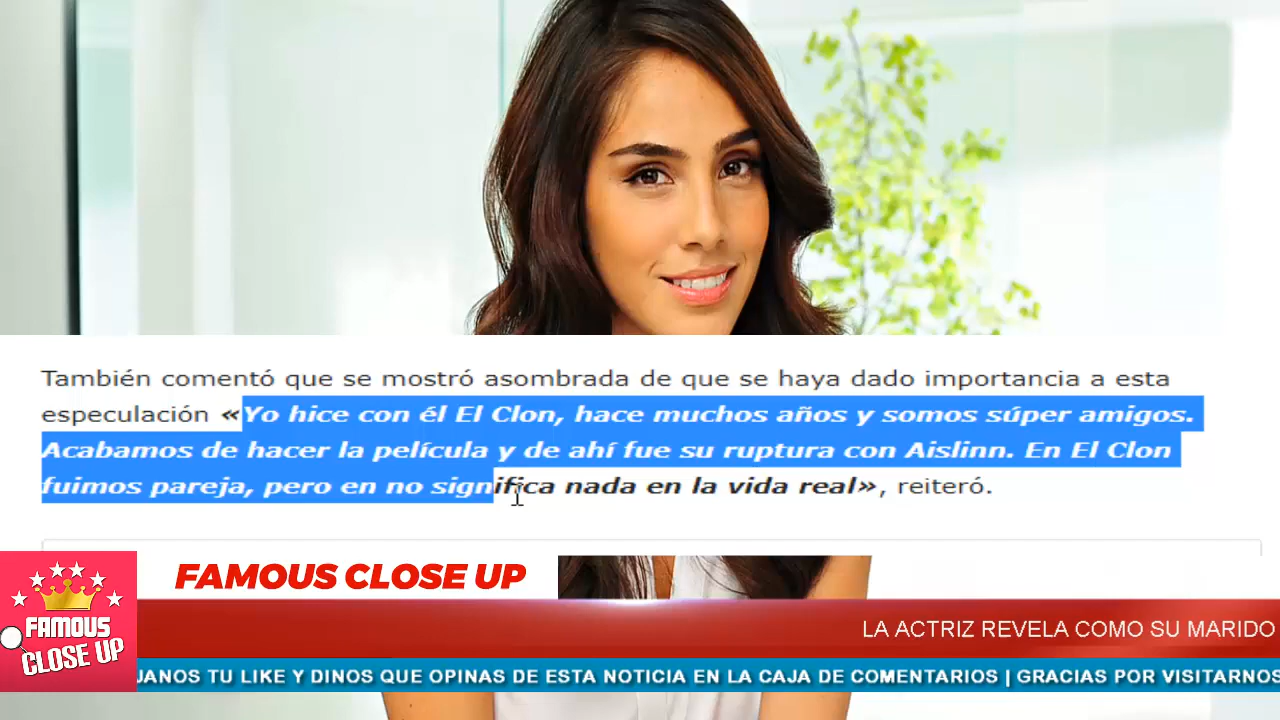 También comentó que se mostró asombrada de que se haya dado importancia a esta
especulación «Yo hice con él El Clon, hace muchos años y somos súper amigos.
Acabamos de hacer la película y de ahí fue su ruptura con Aislinn. En El Clon
fuimos pareja, pero en no significa nada en la vida real», reiteró.
FAMOUS CLOSE UP
FAMOUS
CLOSE UP
LA ACTRIZ REVELA COMO SU MARIDO
JANOS TU LIKE Y DINOS QUE OPINAS DE ESTA NOTICIA EN LA CAJA DE COMENTARIOS | GRACIAS POR VISITARNOS